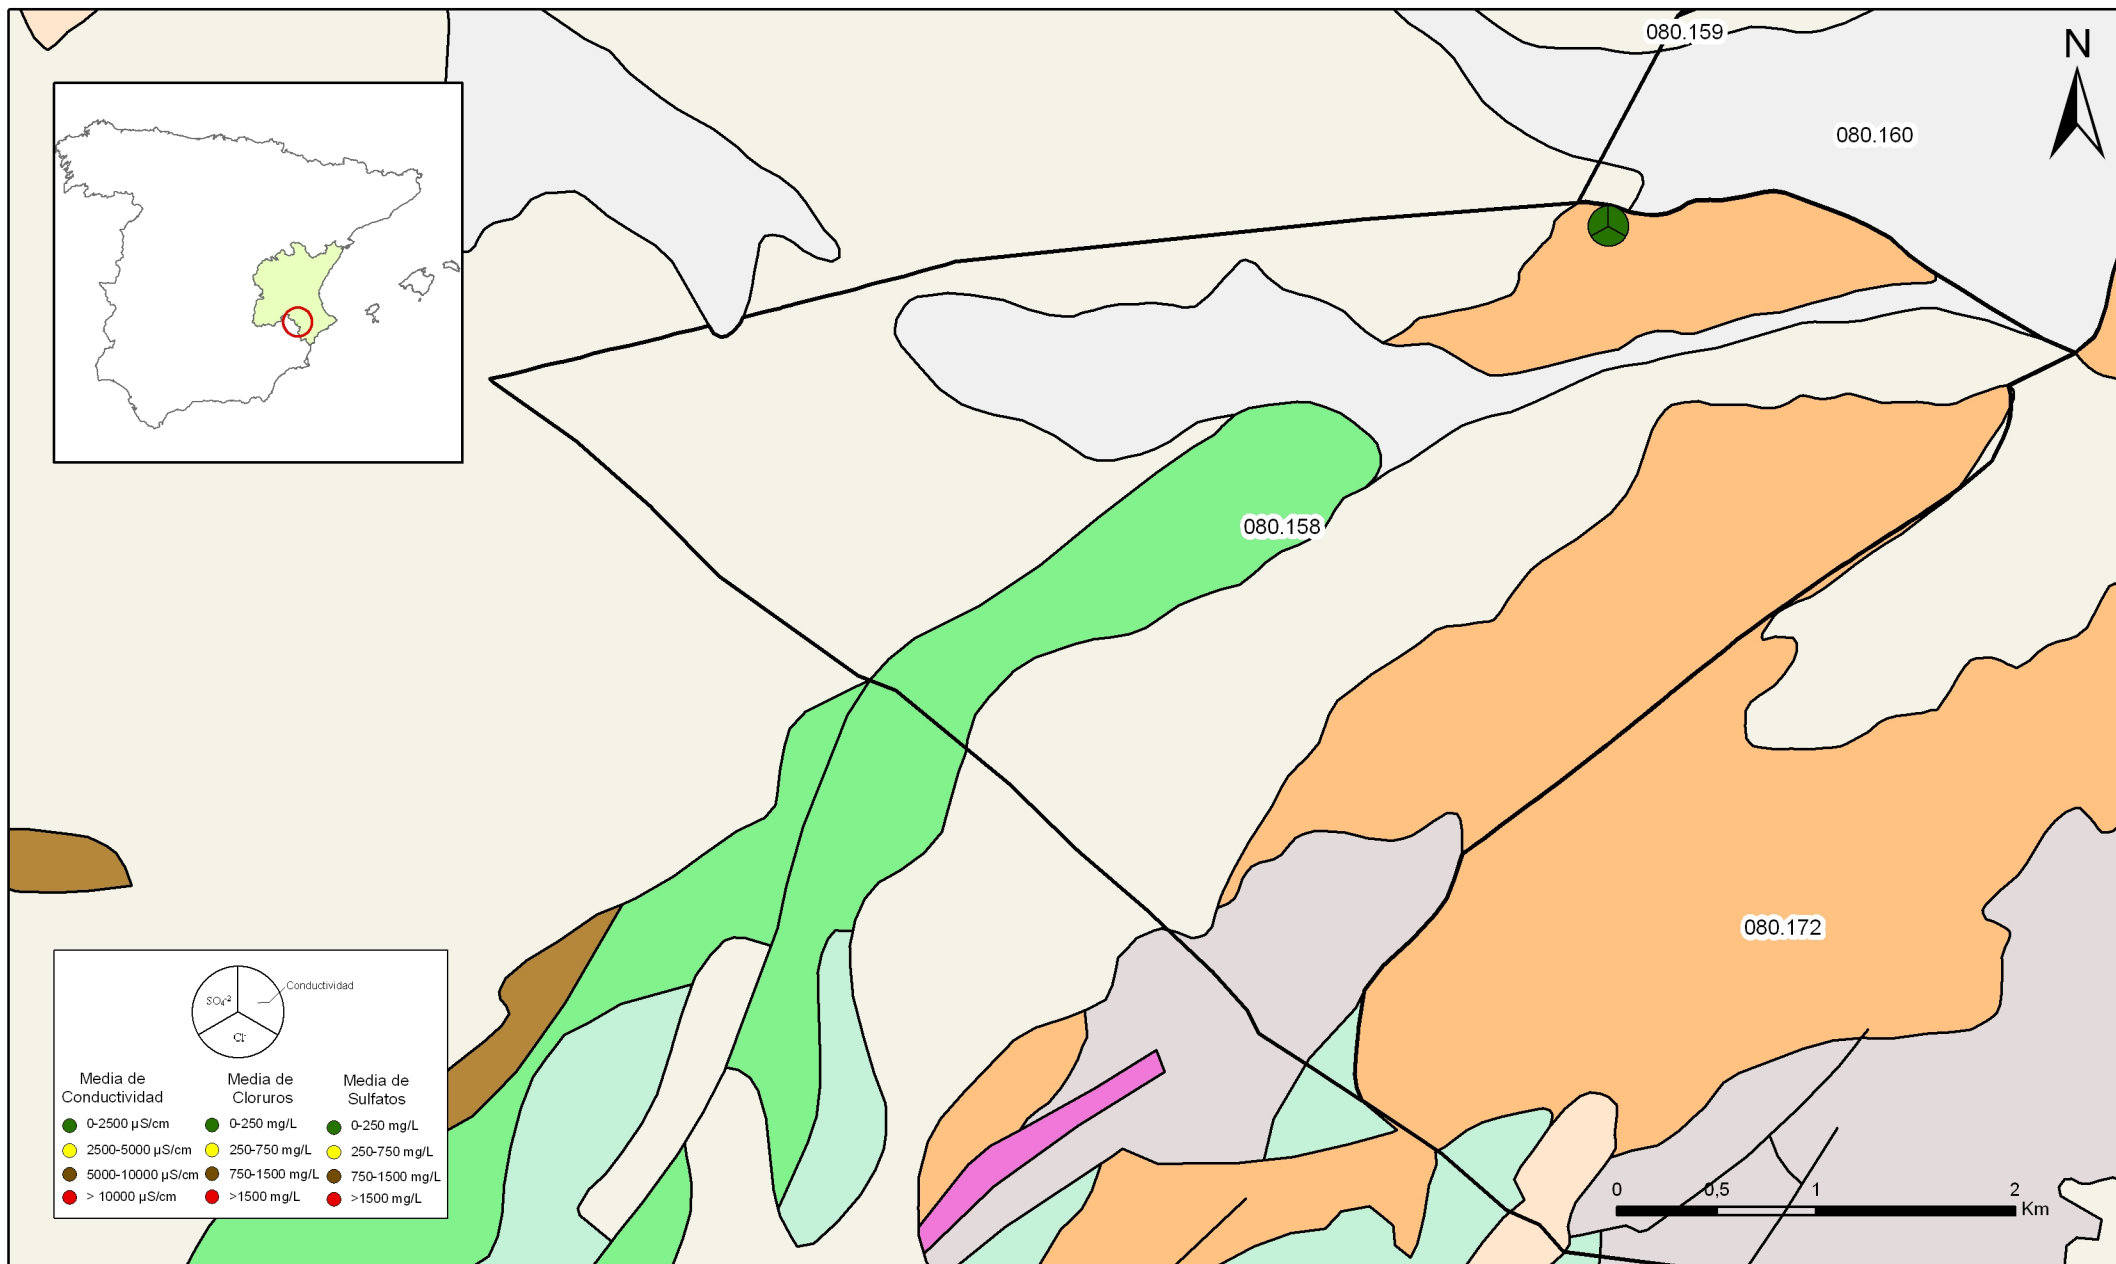 080.159
N
080.160
080.158
080.172
SO₄⁻²
Conductividad
Cl⁻
Media de Conductividad
Media de Cloruros
Media de Sulfatos
0-2500 µS/cm
0-250 mg/L
0-250 mg/L
2500-5000 µS/cm
250-750 mg/L
250-750 mg/L
5000-10000 µS/cm
750-1500 mg/L
750-1500 mg/L
> 10000 µS/cm
>1500 mg/L
>1500 mg/L
0 0,5 1 2
Km